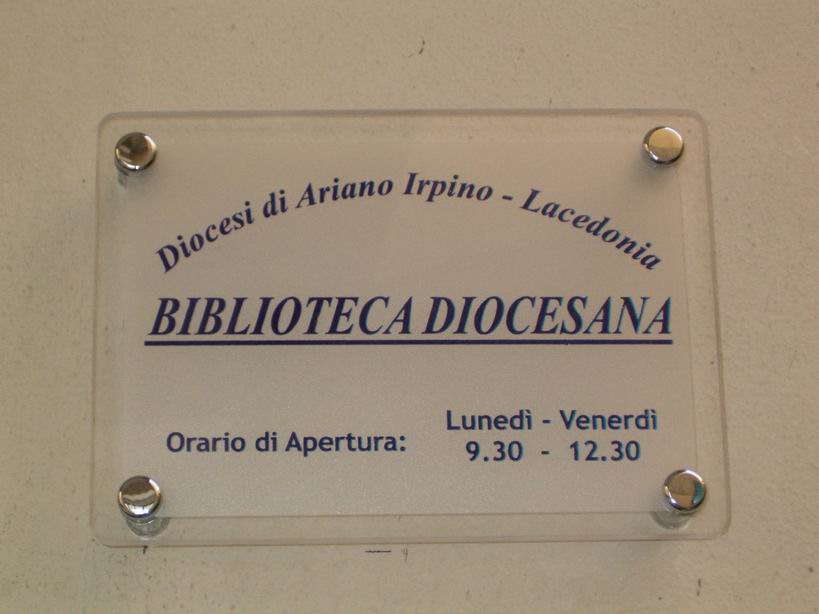 Diocesi di Ariano Irpino - Lacedonia
BIBLIOTECA DIOCESANA
Orario di Apertura:
Lunedì - Venerdì
9.30 - 12.30